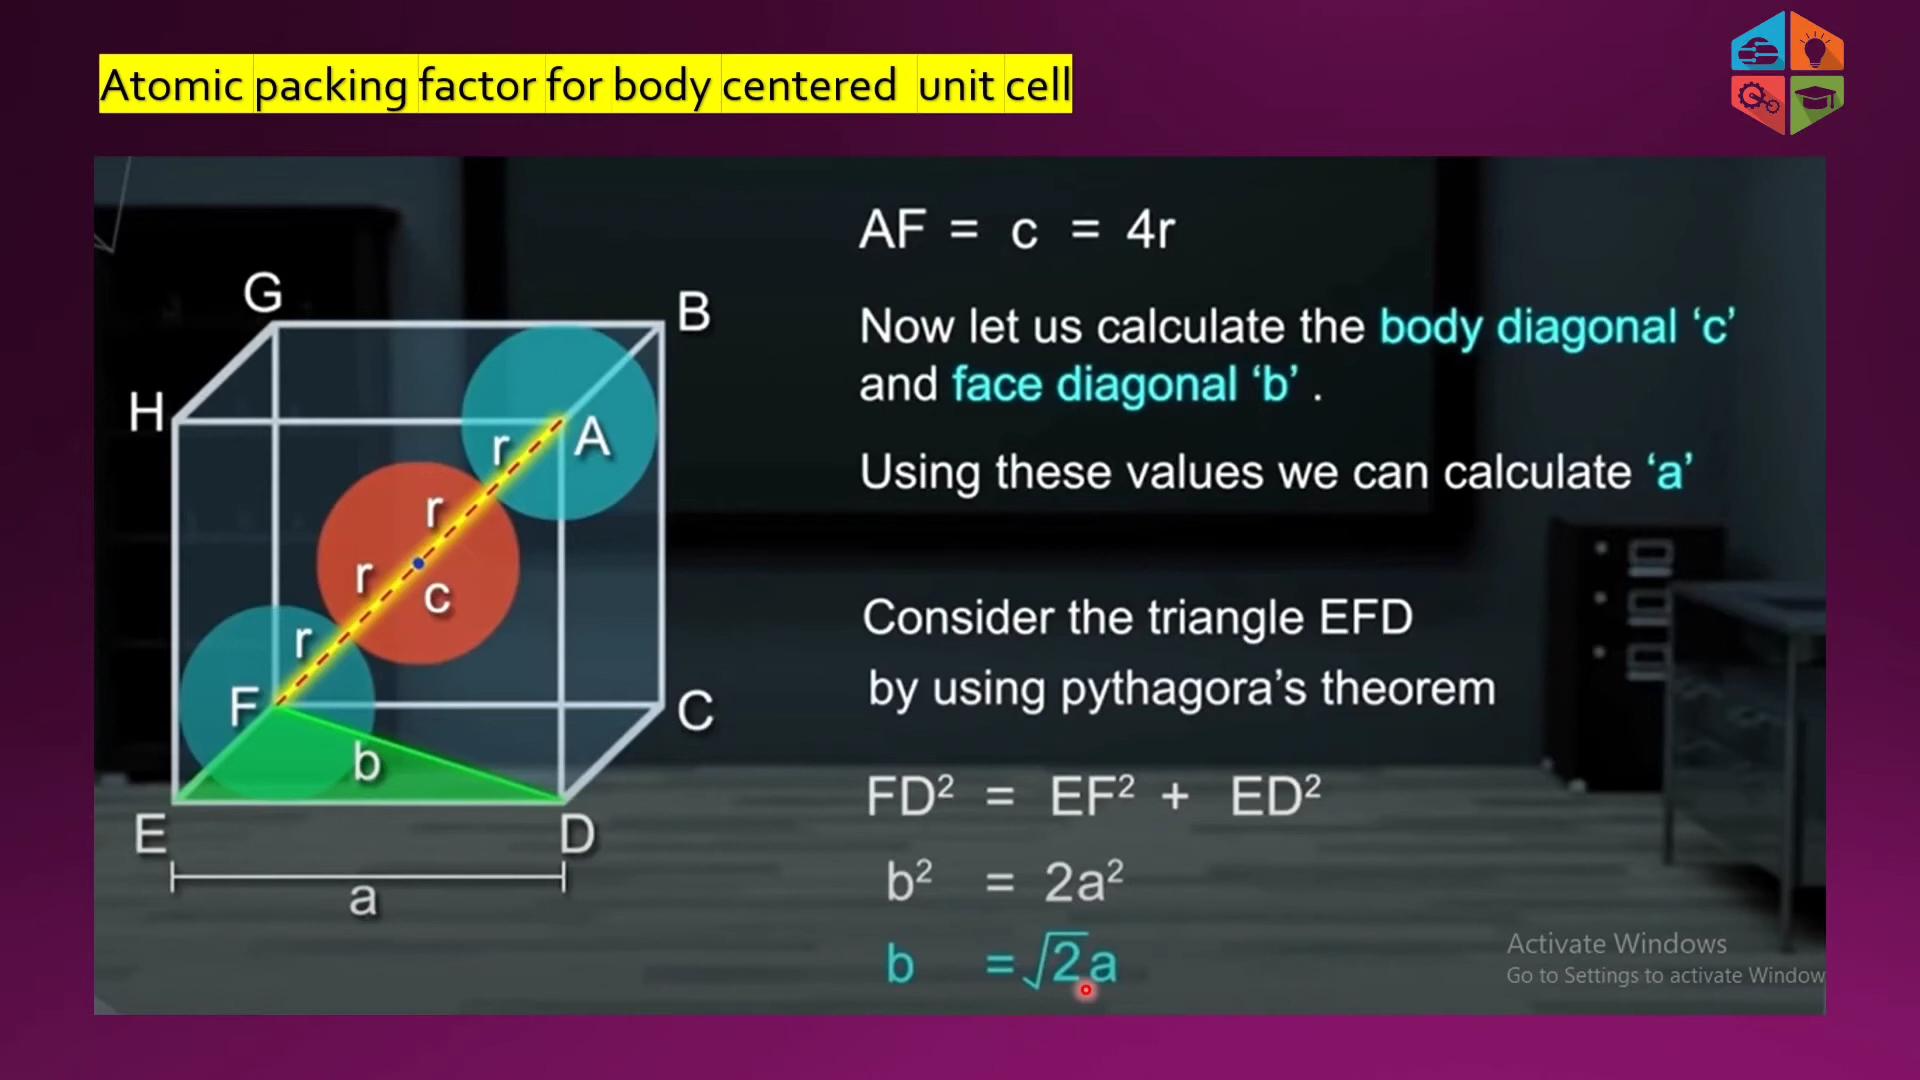 Atomic packing factor for body centered unit cell
AF = c = 4r
Now let us calculate the body diagonal ‘c’
and face diagonal ‘b’ .
Using these values we can calculate ‘a’
Consider the triangle EFD
by using pythagora’s theorem
FD² = EF² + ED²
b² = 2a²
b =√2a
G
B
H
A
r
r
r
c
r
F
C
b
E
D
a
Activate Windows
Go to Settings to activate Window